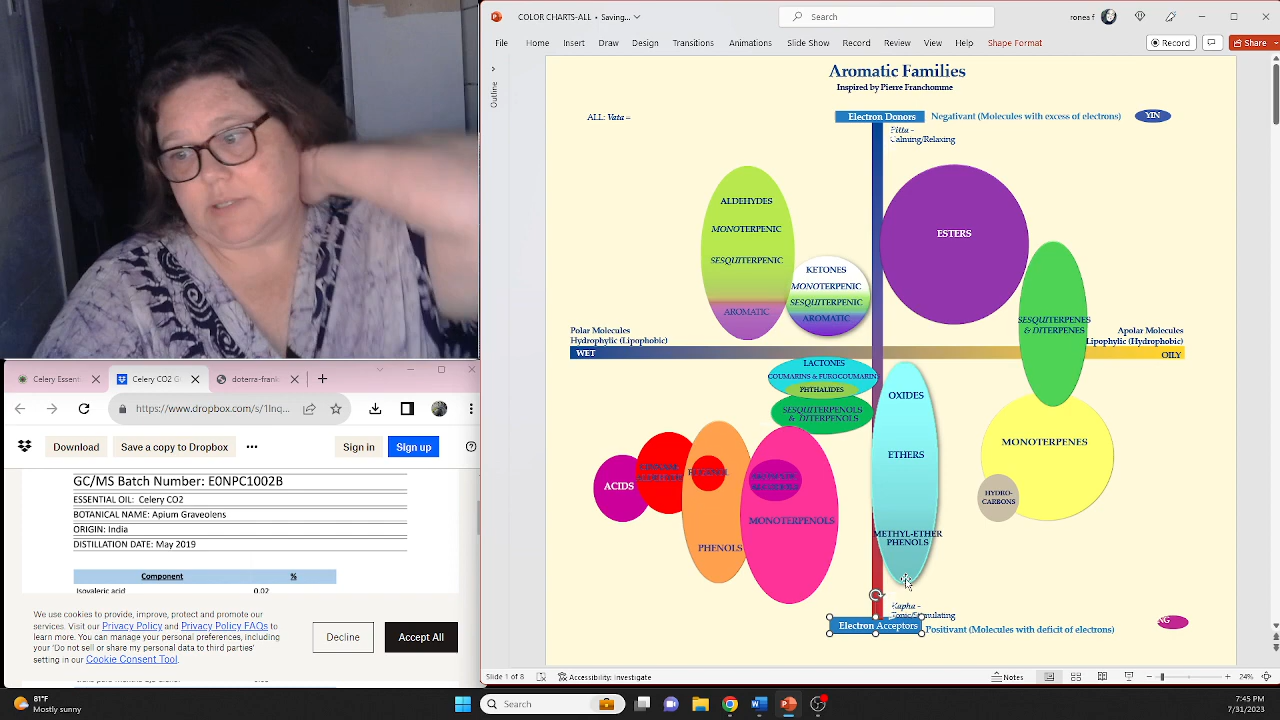 COLOR CHARTS-ALL • Saving...
Search
ronea f
File Home Insert Draw Design Transitions Animations Slide Show Record Review View Help Shape Format
Record
Share
Outline
Aromatic Families
Inspired by Pierre Franchomme
ALL: Vata =
Electron Donors
Negativant (Molecules with excess of electrons)
YIN
Pitta -
Calming/Relaxing
ALDEHYDES
MONOTERPENIC
SESQUITERPENIC
AROMATIC
KETONES
MONOTERPENIC
SESQUITERPENIC
AROMATIC
ESTERS
SESQUITERPENES
& DITERPENES
Polar Molecules
Hydrophylic (Lipophobic)
Apolar Molecules
Lipophylic (Hydrophobic)
WET
OILY
LACTONES
COUMARINS & FUROCOUMARINS
PHTHALIDES
SESQUITERPENOLS
& DITERPENOLS
OXIDES
ETHERS
METHYL-ETHER
PHENOLS
MONOTERPENES
HYDRO-
CARBONS
ACIDS
PHENOLS
MONOTERPENOLS
Kapha -
Tonic/Stimulating
Electron Acceptors
Positivant (Molecules with deficit of electrons)
Slide 1 of 8
Accessibility: Investigate
Notes
24%
Celery Essen
Celery CO2
doterra-frank
https://www.dropbox.com/s/1lnq...
Download
Save a copy to Dropbox
Sign in
Sign up
GC/MS Batch Number: E0NPC1002B
ESSENTIAL OIL: Celery CO2
BOTANICAL NAME: Apium Graveolens
ORIGIN: India
DISTILLATION DATE: May 2019
Component %
Isovaleric acid 0.02
We use cookies to provide, improve, protect and promote our
services. Visit our Privacy Policy and Privacy Policy FAQs to
learn more. You can manage your personal preferences, including
your 'Do not sell or share my personal data to third parties'
setting in our Cookie Consent Tool.
Decline
Accept All
81°F
Mostly sunny
Search
7:45 PM
7/31/2023